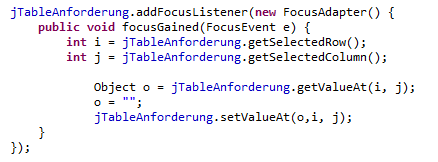 jTableAnforderung.addFocusListener(new FocusAdapter() {
    public void focusGained(FocusEvent e) {
        int i = jTableAnforderung.getSelectedRow();
        int j = jTableAnforderung.getSelectedColumn();

            Object o = jTableAnforderung.getValueAt(i, j);
            o = "";
            jTableAnforderung.setValueAt(o,i, j);
    }
});